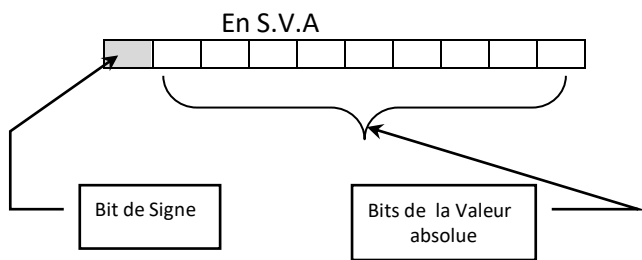 En S.V.A
Bit de Signe
Bits de la Valeur
absolue